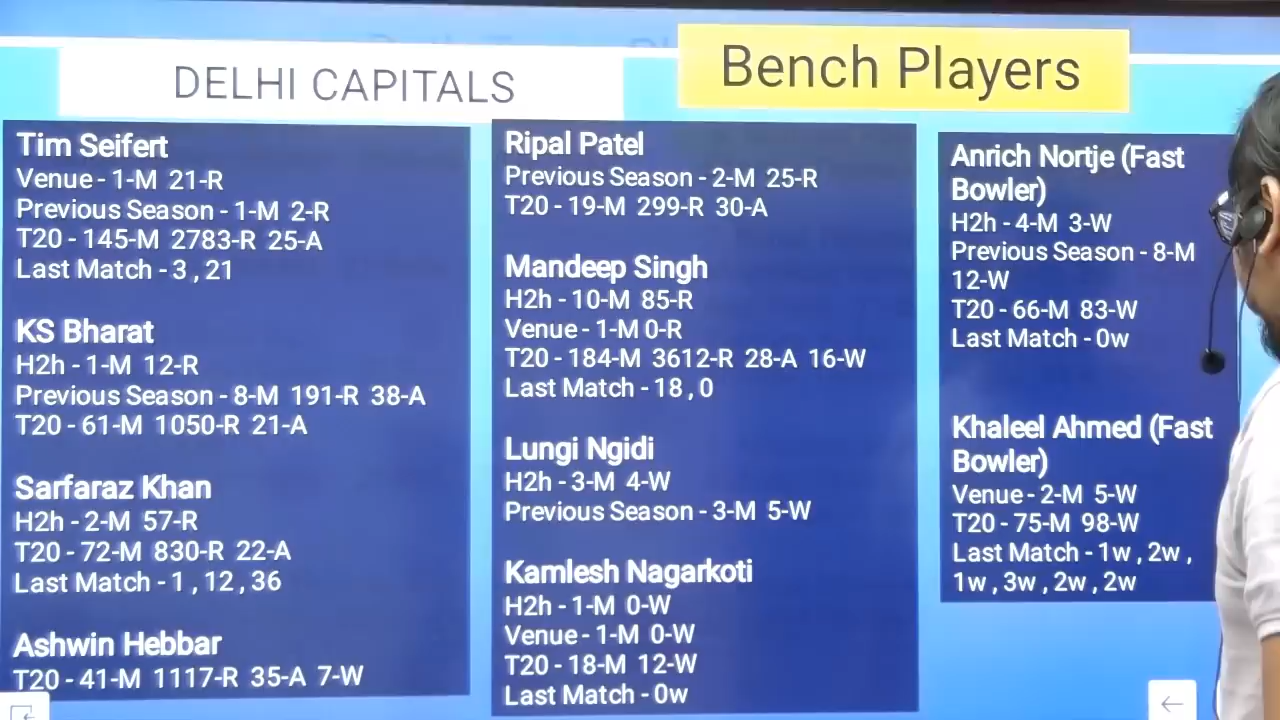 DELHI CAPITALS
Bench Players
Tim Seifert
Venue - 1-M 21-R
Previous Season - 1-M 2-R
T20 - 145-M 2783-R 25-A
Last Match - 3 , 21
KS Bharat
H2h - 1-M 12-R
Previous Season - 8-M 191-R 38-A
T20 - 61-M 1050-R 21-A
Sarfaraz Khan
H2h - 2-M 57-R
T20 - 72-M 830-R 22-A
Last Match - 1 , 12 , 36
Ashwin Hebbar
T20 - 41-M 1117-R 35-A 7-W
Ripal Patel
Previous Season - 2-M 25-R
T20 - 19-M 299-R 30-A
Mandeep Singh
H2h - 10-M 85-R
Venue - 1-M 0-R
T20 - 184-M 3612-R 28-A 16-W
Last Match - 18 , 0
Lungi Ngidi
H2h - 3-M 4-W
Previous Season - 3-M 5-W
Kamlesh Nagarkoti
H2h - 1-M 0-W
Venue - 1-M 0-W
T20 - 18-M 12-W
Last Match - 0w
Anrich Nortje (Fast
Bowler)
H2h - 4-M 3-W
Previous Season - 8-M
12-W
T20 - 66-M 83-W
Last Match - 0w
Khaleel Ahmed (Fast
Bowler)
Venue - 2-M 5-W
T20 - 75-M 98-W
Last Match - 1w , 2w ,
1w , 3w , 2w , 2w